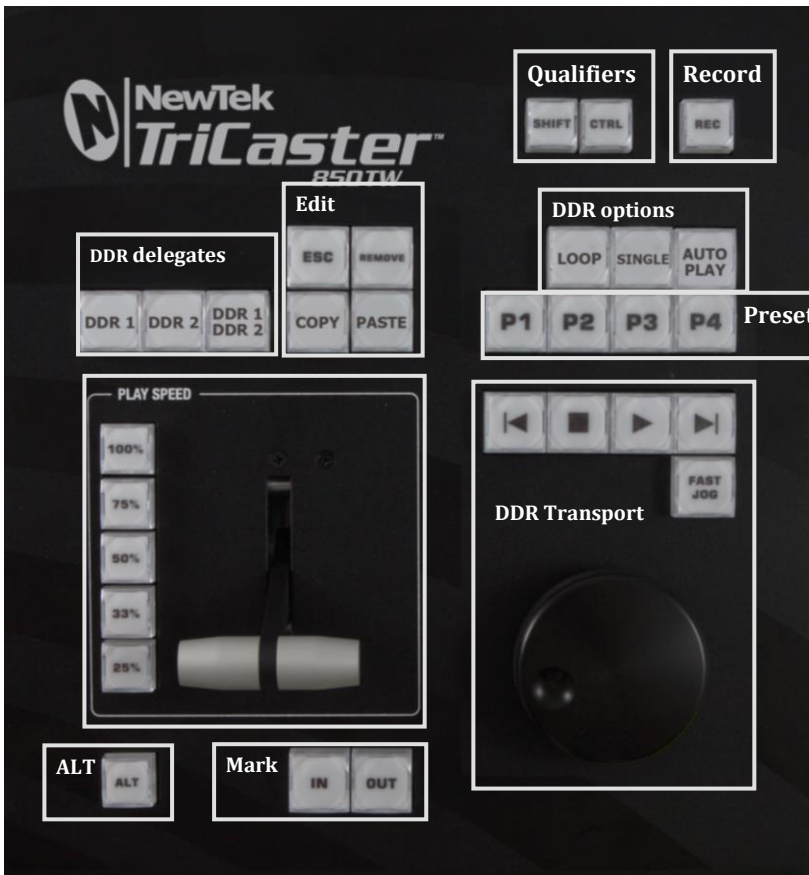 Qualifiers
Record
SHIFT CTRL
REC
NewTek
TriCaster™
850TW
Edit
DDR options
ESC REMOVE
LOOP SINGLE AUTO PLAY
DDR delegates
DDR 1 DDR 2 DDR 1 DDR 2
COPY PASTE
P1 P2 P3 P4
Preset
PLAY SPEED
100%
75%
50%
33%
25%
FAST
JOG
DDR Transport
ALT
ALT
Mark
IN OUT